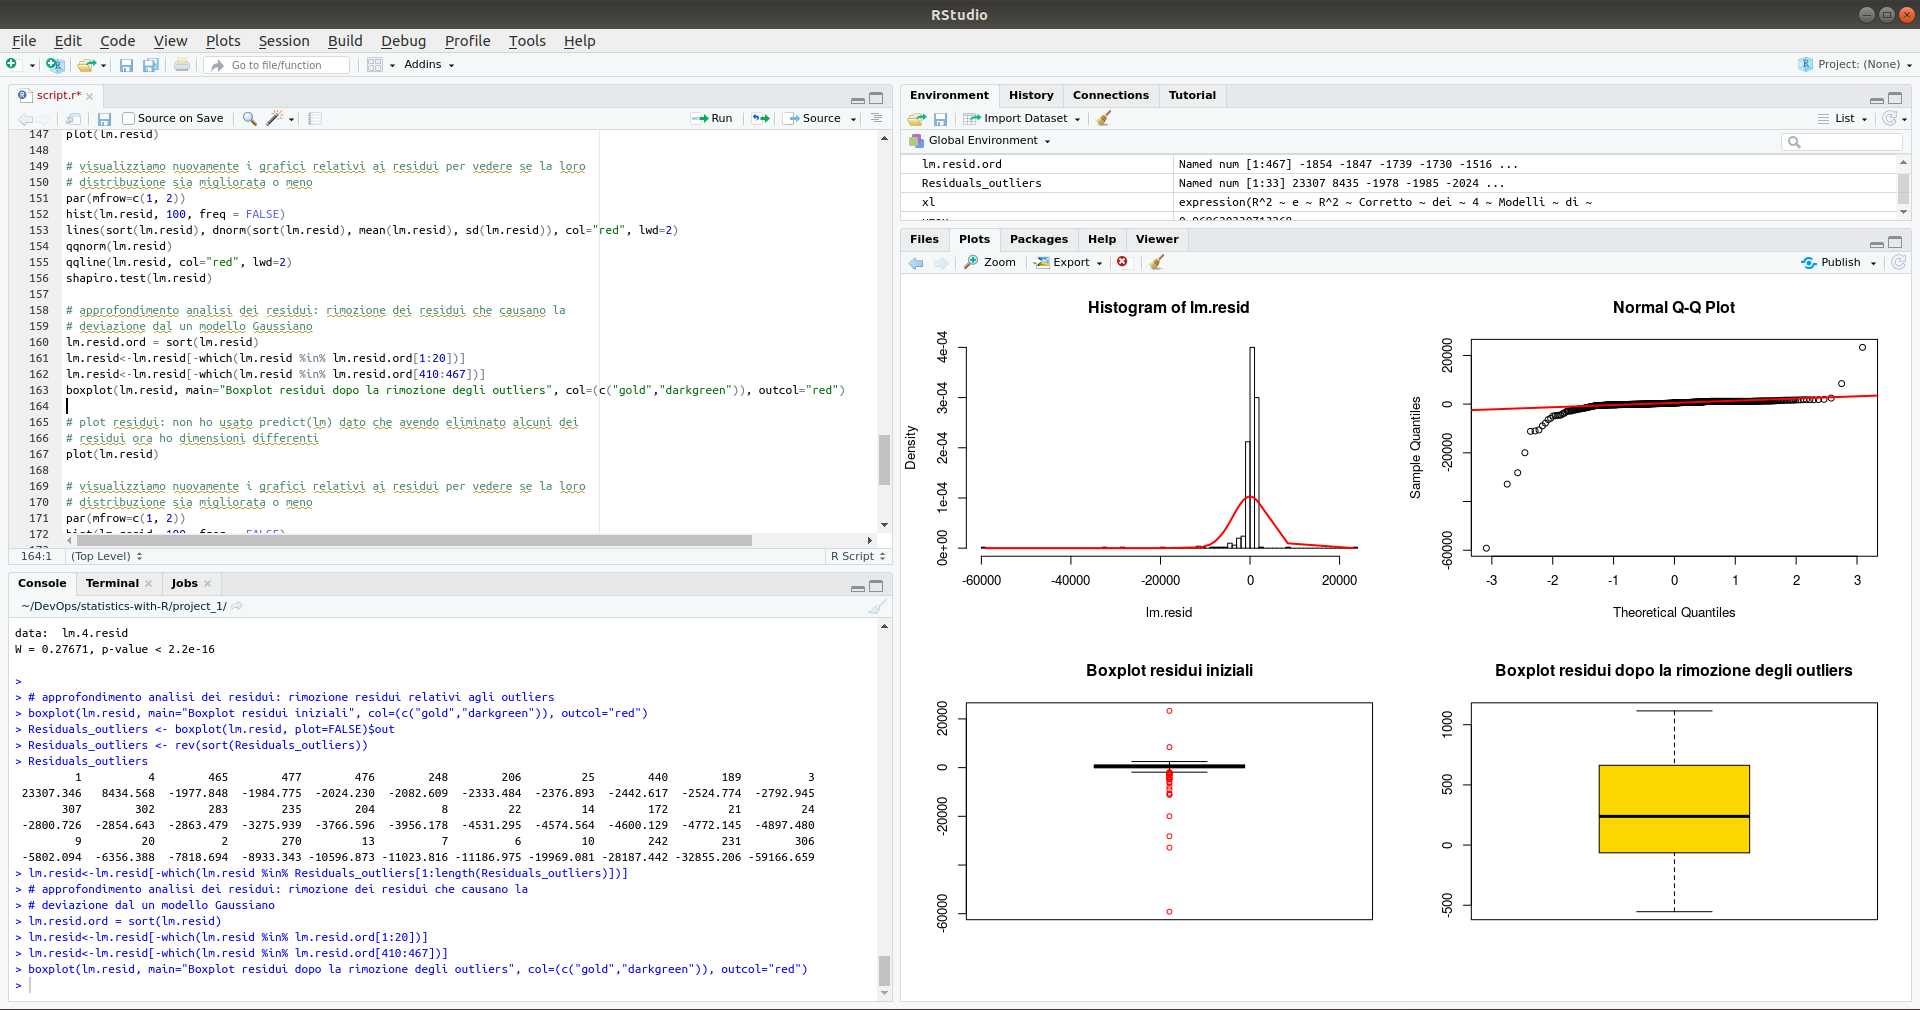 RStudio
File Edit Code View Plots Session Build Debug Profile Tools Help
Go to file/function Addins Project: (None)
script.r*
Source on Save Run Source
147 plot(lm.resid)
148
149 # visualizziamo nuovamente i grafici relativi ai residui per vedere se la loro
150 # distribuzione sia migliorata o meno
151 par(mfrow=c(1, 2))
152 hist(lm.resid, 100, freq = FALSE)
153 lines(sort(lm.resid), dnorm(sort(lm.resid), mean(lm.resid), sd(lm.resid)), col="red", lwd=2)
154 qqnorm(lm.resid)
155 qqline(lm.resid, col="red", lwd=2)
156 shapiro.test(lm.resid)
157
158 # approfondimento analisi dei residui: rimozione dei residui che causano la
159 # deviazione dal un modello Gaussiano
160 lm.resid.ord = sort(lm.resid)
161 lm.resid<-lm.resid[-which(lm.resid %in% lm.resid.ord[1:20])]
162 lm.resid<-lm.resid[-which(lm.resid %in% lm.resid.ord[410:467])]
163 boxplot(lm.resid, main="Boxplot residui dopo la rimozione degli outliers", col=(c("gold","darkgreen")), outcol="red")
164
165 # plot residui: non ho usato predict(lm) dato che avendo eliminato alcuni dei
166 # residui ora ho dimensioni differenti
167 plot(lm.resid)
168
169 # visualizziamo nuovamente i grafici relativi ai residui per vedere se la loro
170 # distribuzione sia migliorata o meno
171 par(mfrow=c(1, 2))
172 hist(lm.resid, 100, freq = FALSE)
164:1 (Top Level) R Script
Console Terminal Jobs
~/DevOps/statistics-with-R/project_1/
data: lm.4.resid
W = 0.27671, p-value < 2.2e-16
>
> # approfondimento analisi dei residui: rimozione residui relativi agli outliers
> boxplot(lm.resid, main="Boxplot residui iniziali", col=(c("gold","darkgreen")), outcol="red")
> Residuals_outliers <- boxplot(lm.resid, plot=FALSE)$out
> Residuals_outliers <- rev(sort(Residuals_outliers))
> Residuals_outliers
1 4 465 477 476 248 206 25 440 189 3
23307.346 8434.568 -1977.848 -1984.775 -2024.230 -2082.609 -2333.484 -2376.893 -2442.617 -2524.774 -2792.945
307 302 283 235 204 8 22 14 172 21 24
-2800.726 -2854.643 -2863.479 -3275.939 -3766.596 -3956.178 -4531.295 -4574.564 -4600.129 -4772.145 -4897.480
9 20 2 270 13 7 6 10 242 231 306
-5802.094 -6356.388 -7818.694 -8933.343 -10596.873 -11023.816 -11186.975 -19969.081 -28187.442 -32855.206 -59166.659
> lm.resid<-lm.resid[-which(lm.resid %in% Residuals_outliers[1:length(Residuals_outliers)])]
> # approfondimento analisi dei residui: rimozione dei residui che causano la
> # deviazione dal un modello Gaussiano
> lm.resid.ord = sort(lm.resid)
> lm.resid<-lm.resid[-which(lm.resid %in% lm.resid.ord[1:20])]
> lm.resid<-lm.resid[-which(lm.resid %in% lm.resid.ord[410:467])]
> boxplot(lm.resid, main="Boxplot residui dopo la rimozione degli outliers", col=(c("gold","darkgreen")), outcol="red")
>
Environment History Connections Tutorial
Import Dataset List
Global Environment
lm.resid.ord Named num [1:467] -1854 -1847 -1739 -1730 -1516 ...
Residuals_outliers Named num [1:33] 23307 8435 -1978 -1985 -2024 ...
xl expression(R^2 ~ e ~ R^2 ~ Corretto ~ dei ~ 4 ~ Modelli ~ di ~
Files Plots Packages Help Viewer
Zoom Export Publish
Histogram of lm.resid
Density
0e+00 1e-04 2e-04 3e-04 4e-04
-60000 -40000 -20000 0 20000
lm.resid
Normal Q-Q Plot
Sample Quantiles
-60000 -20000 0 20000
-3 -2 -1 0 1 2 3
Theoretical Quantiles
Boxplot residui iniziali
-60000 -20000 0 20000
Boxplot residui dopo la rimozione degli outliers
-500 0 500 1000